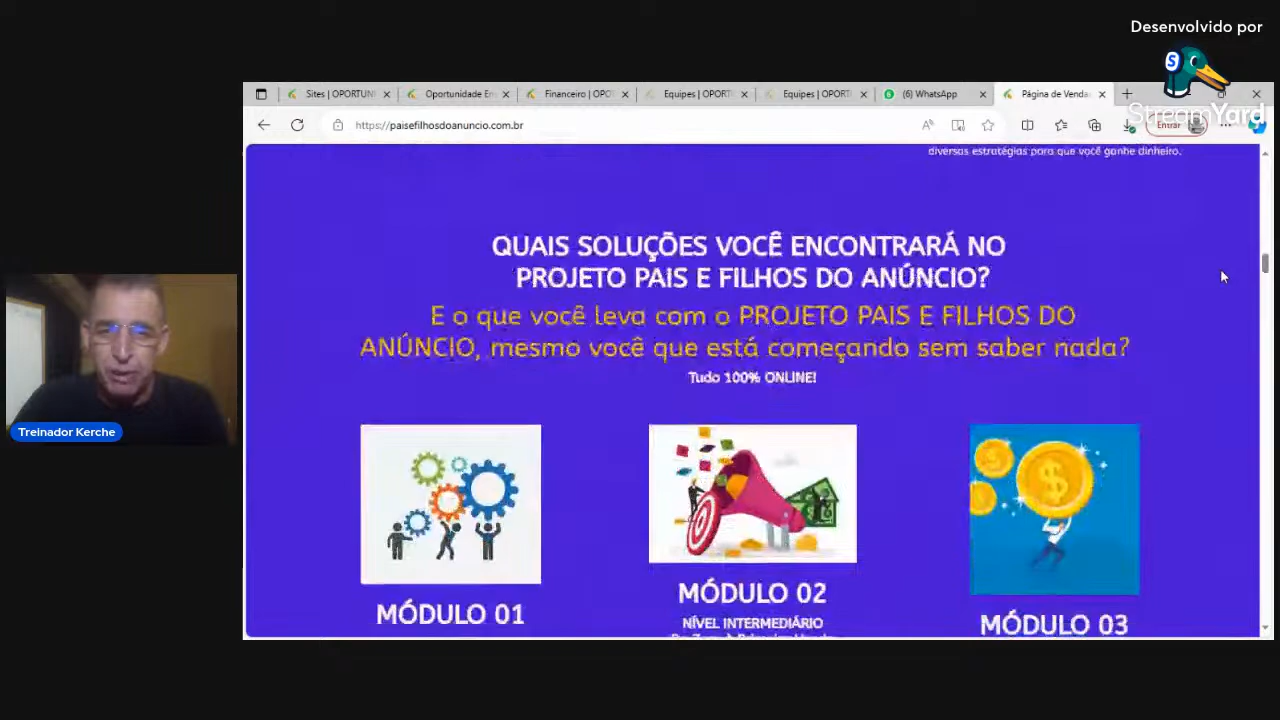 Desenvolvido por
StreamYard
Sites | OPORTUNI
Oportunidade Em
Financeiro | OPO
Equipes | OPORT
Equipes | OPORT
(6) WhatsApp
Página de Venda
https://paisefilhosdoanuncio.com.br
Entrar
diversas estratégias para que você ganhe dinheiro.
QUAIS SOLUÇÕES VOCÊ ENCONTRARÁ NO
PROJETO PAIS E FILHOS DO ANÚNCIO?
E o que você leva com o PROJETO PAIS E FILHOS DO
ANÚNCIO, mesmo você que está começando sem saber nada?
Tudo 100% ONLINE!
MÓDULO 01
MÓDULO 02
NÍVEL INTERMEDIÁRIO
MÓDULO 03
Treinador Kerche